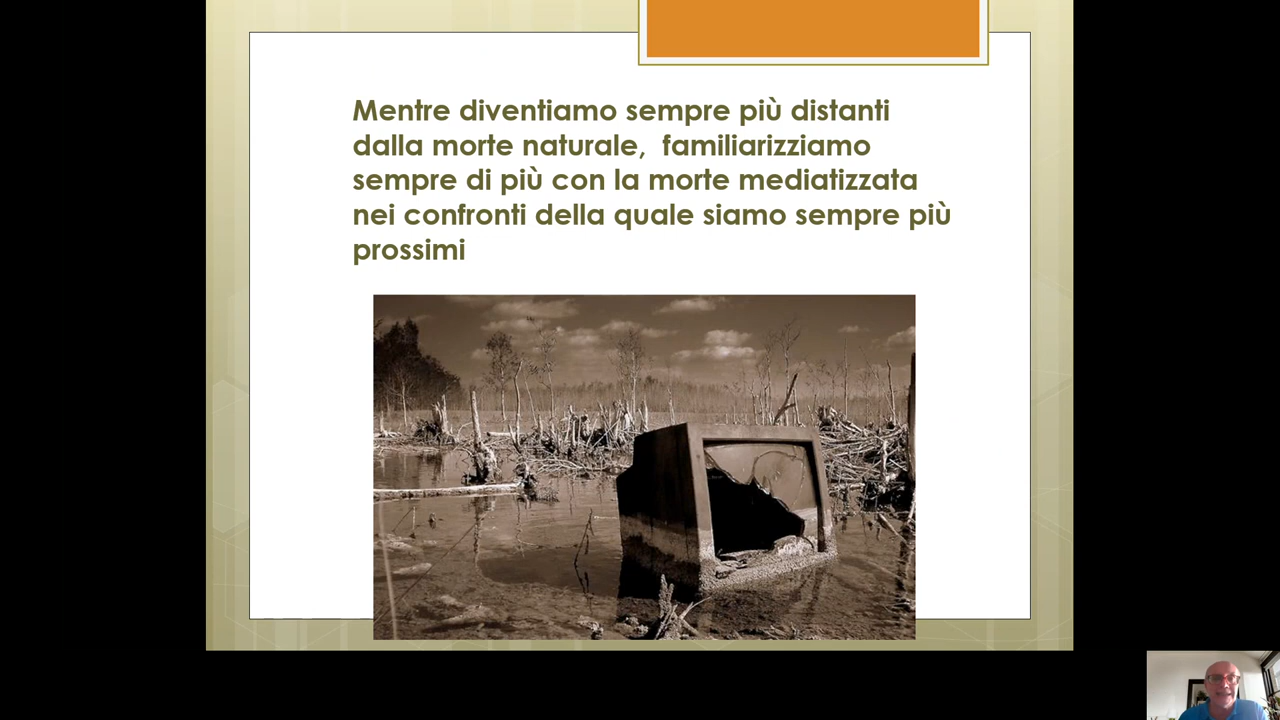 Mentre diventiamo sempre più distanti
dalla morte naturale,  familiarizziamo
sempre di più con la morte mediatizzata
nei confronti della quale siamo sempre più
prossimi